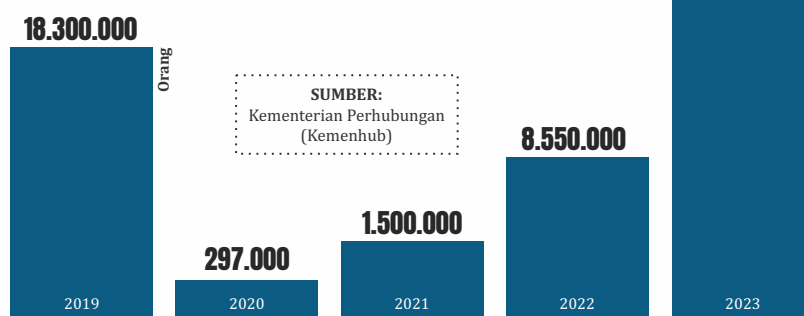 18.300.000
Orang
SUMBER:
Kementerian Perhubungan
(Kemenhub)
8.550.000
1.500.000
297.000
2019
2020
2021
2022
2023